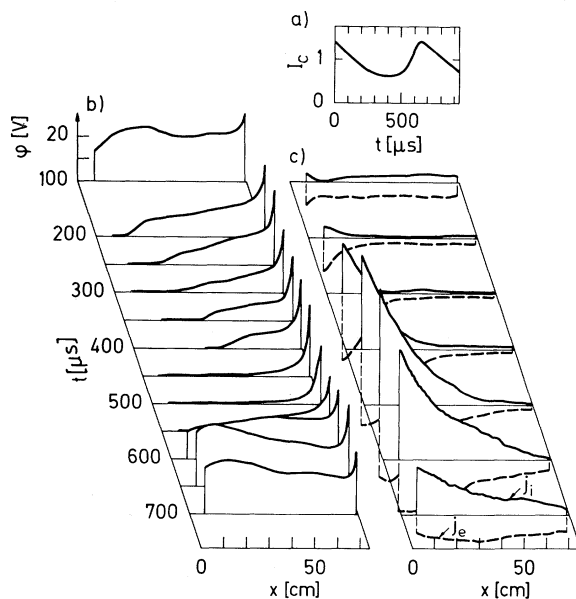 a)
I_c
1
0
0
500
t [μs]
b)
φ [V]
20
100
200
300
400
500
600
700
t[μs]
0
50
x [cm]
c)
j_i
j_e
0
50
x [cm]